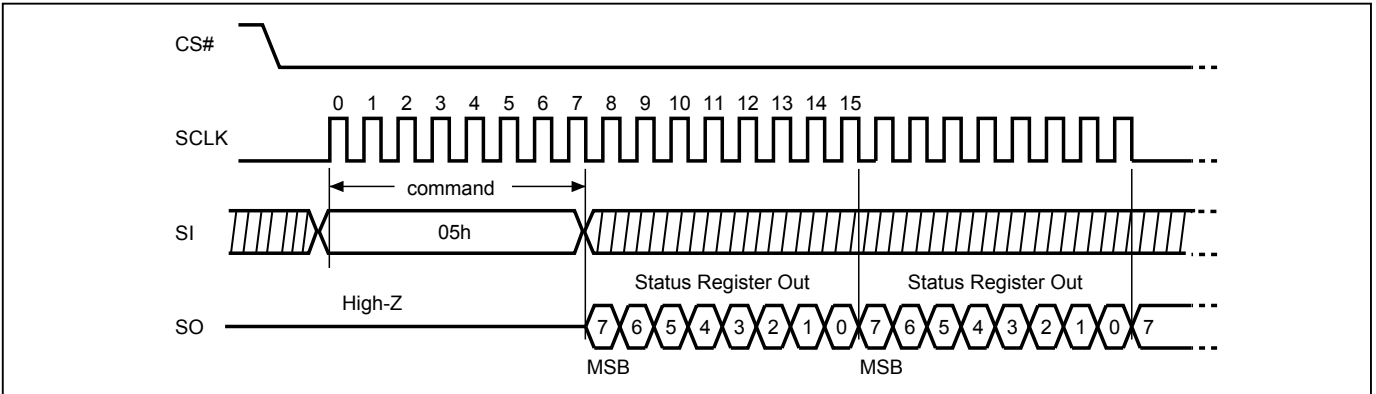 CS#
0 1 2 3 4 5 6 7 8 9 10 11 12 13 14 15
SCLK
command
SI
05h
Status Register Out Status Register Out
High-Z
SO
7 6 5 4 3 2 1 0 7 6 5 4 3 2 1 0 7
MSB MSB